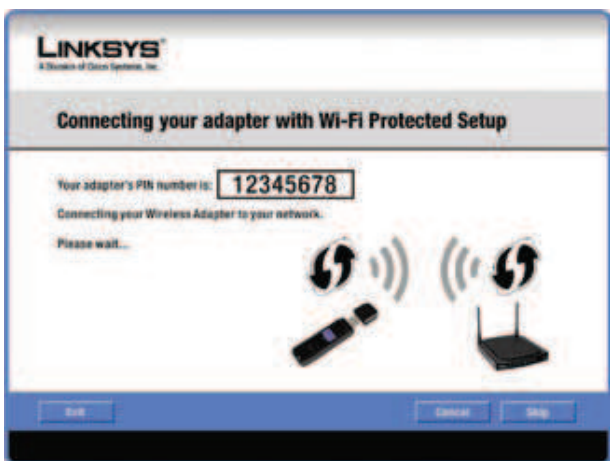 LINKSYS®
A Division of Cisco Systems, Inc.
Connecting your adapter with Wi-Fi Protected Setup
Your adapter's PIN number is: 12345678
Connecting your Wireless Adapter to your network.
Please wait...
Exit
Cancel
Skip